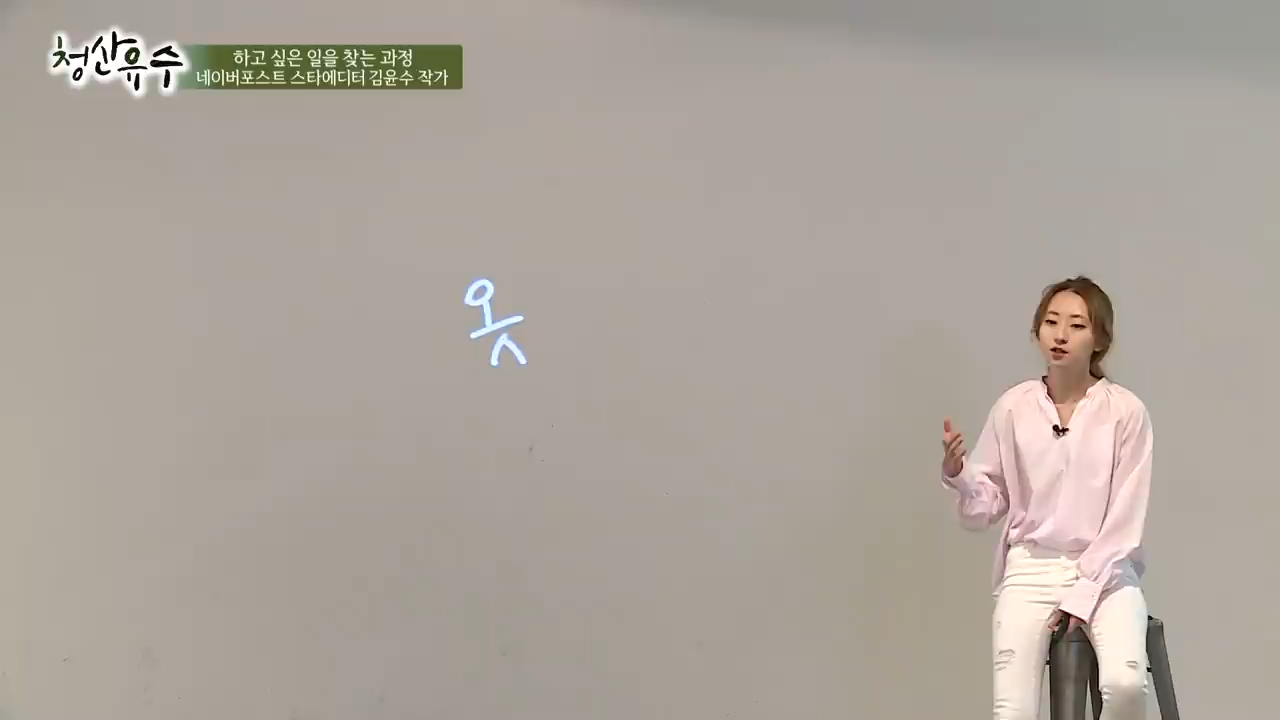 청산유수
하고 싶은 일을 찾는 과정
네이버포스트 스타에디터 김윤수 작가
옷